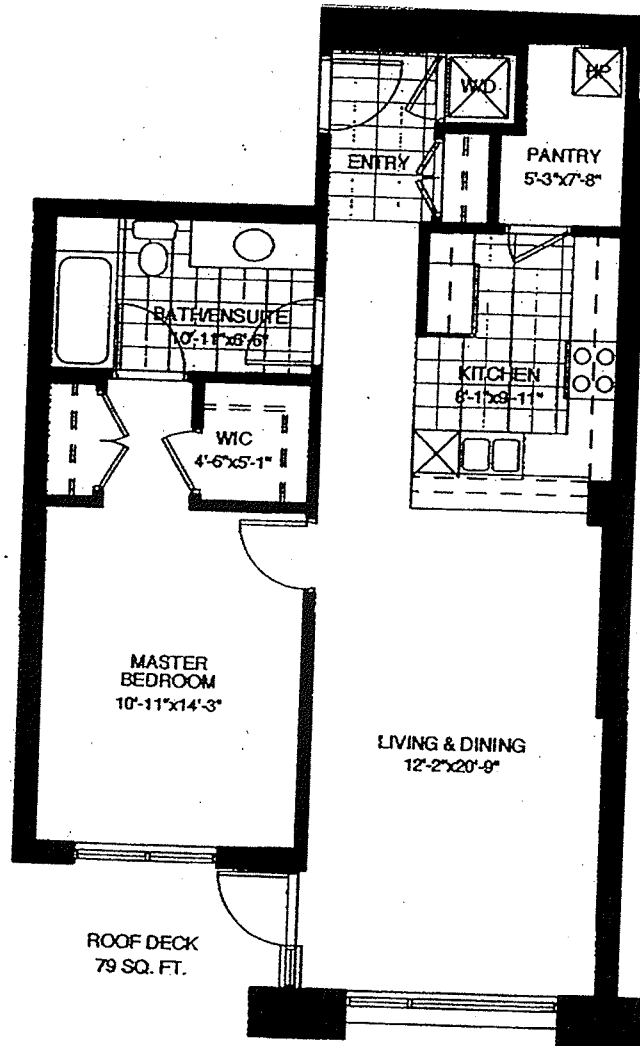 W/D
HP
ENTRY
PANTRY
5'-3"x7'-8"
BATH/ENSUITE
10'-11"x6'-6"
KITCHEN
8'-1"x9-11"
WIC
4'-6"x5'-1"
MASTER
BEDROOM
10'-11"x14'-3"
LIVING & DINING
12'-2"x20'-9"
ROOF DECK
79 SQ. FT.